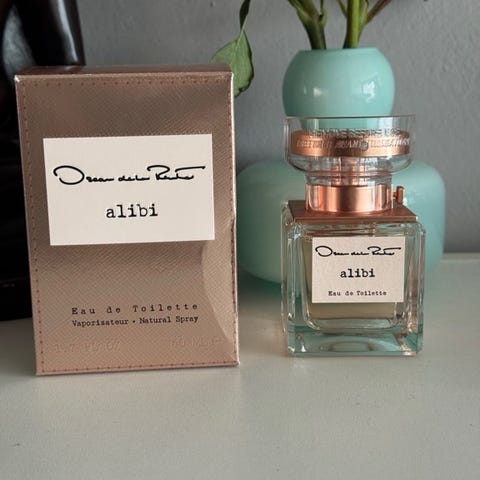 Oscar de la Renta
alibi
Eau de Toilette
Vaporisateur • Natural Spray
Oscar de la Renta
alibi
Eau de Toilette